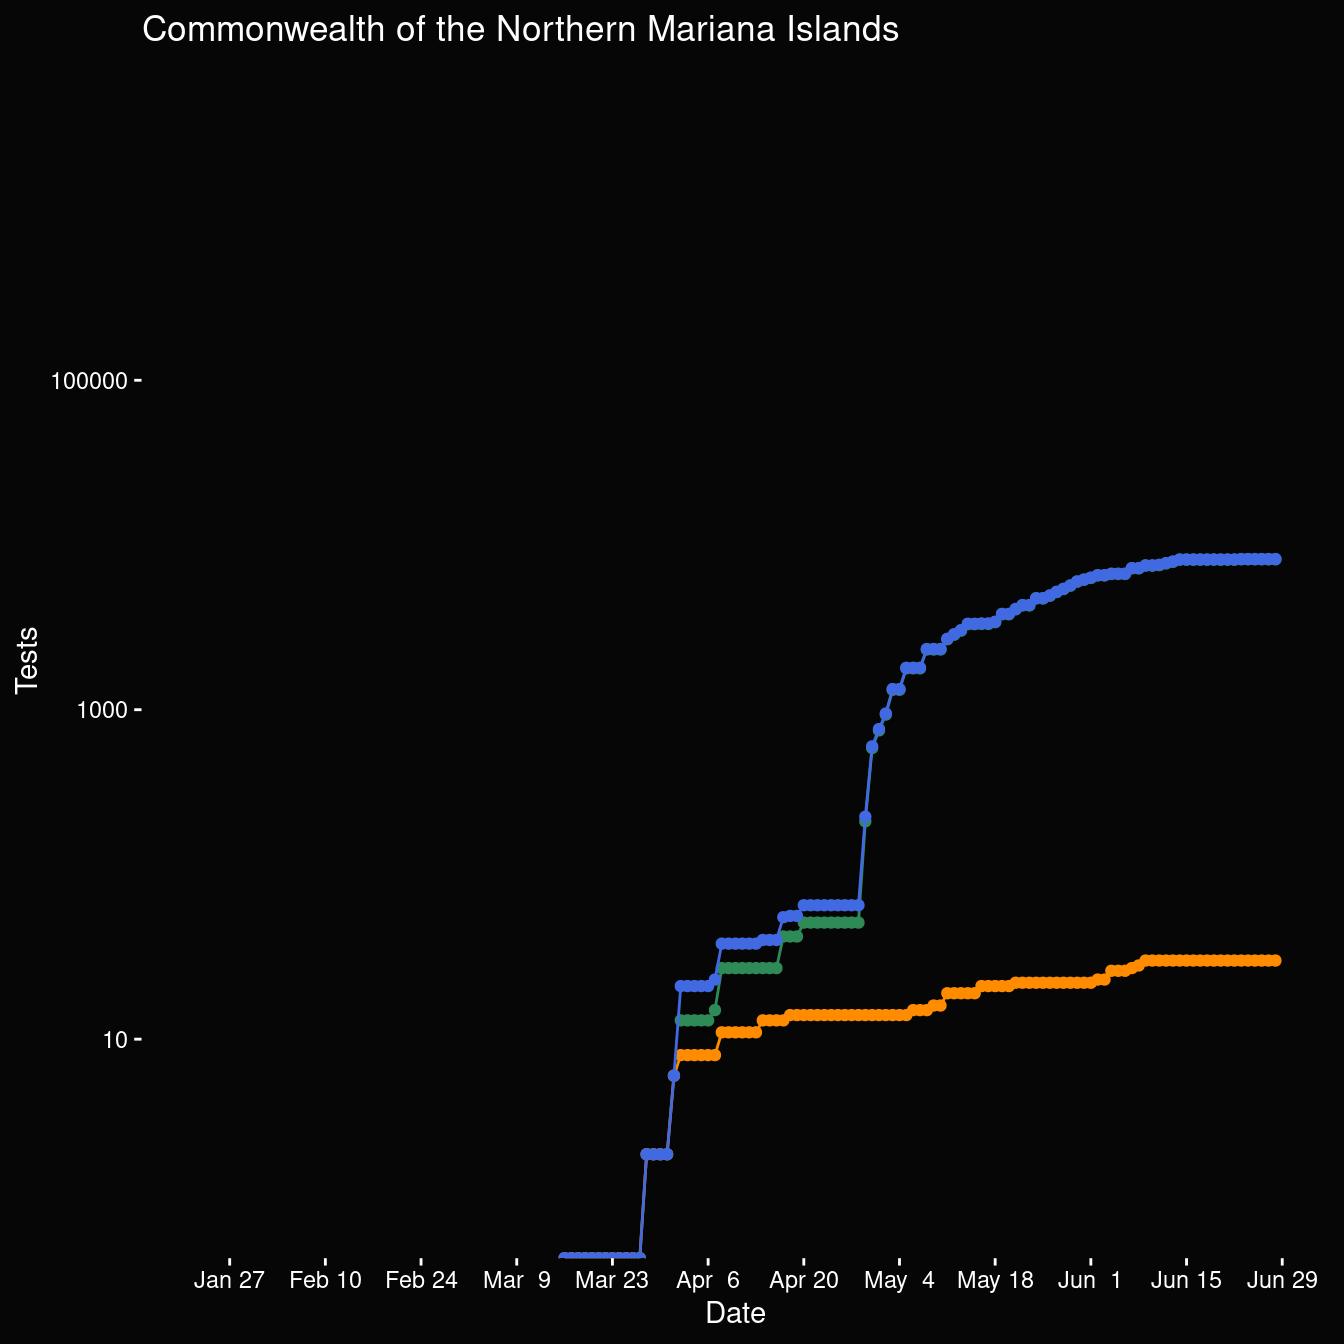 Commonwealth of the Northern Mariana Islands
100000
1000
10
Tests
Jan 27 Feb 10 Feb 24 Mar 9 Mar 23 Apr 6 Apr 20 May 4 May 18 Jun 1 Jun 15 Jun 29
Date